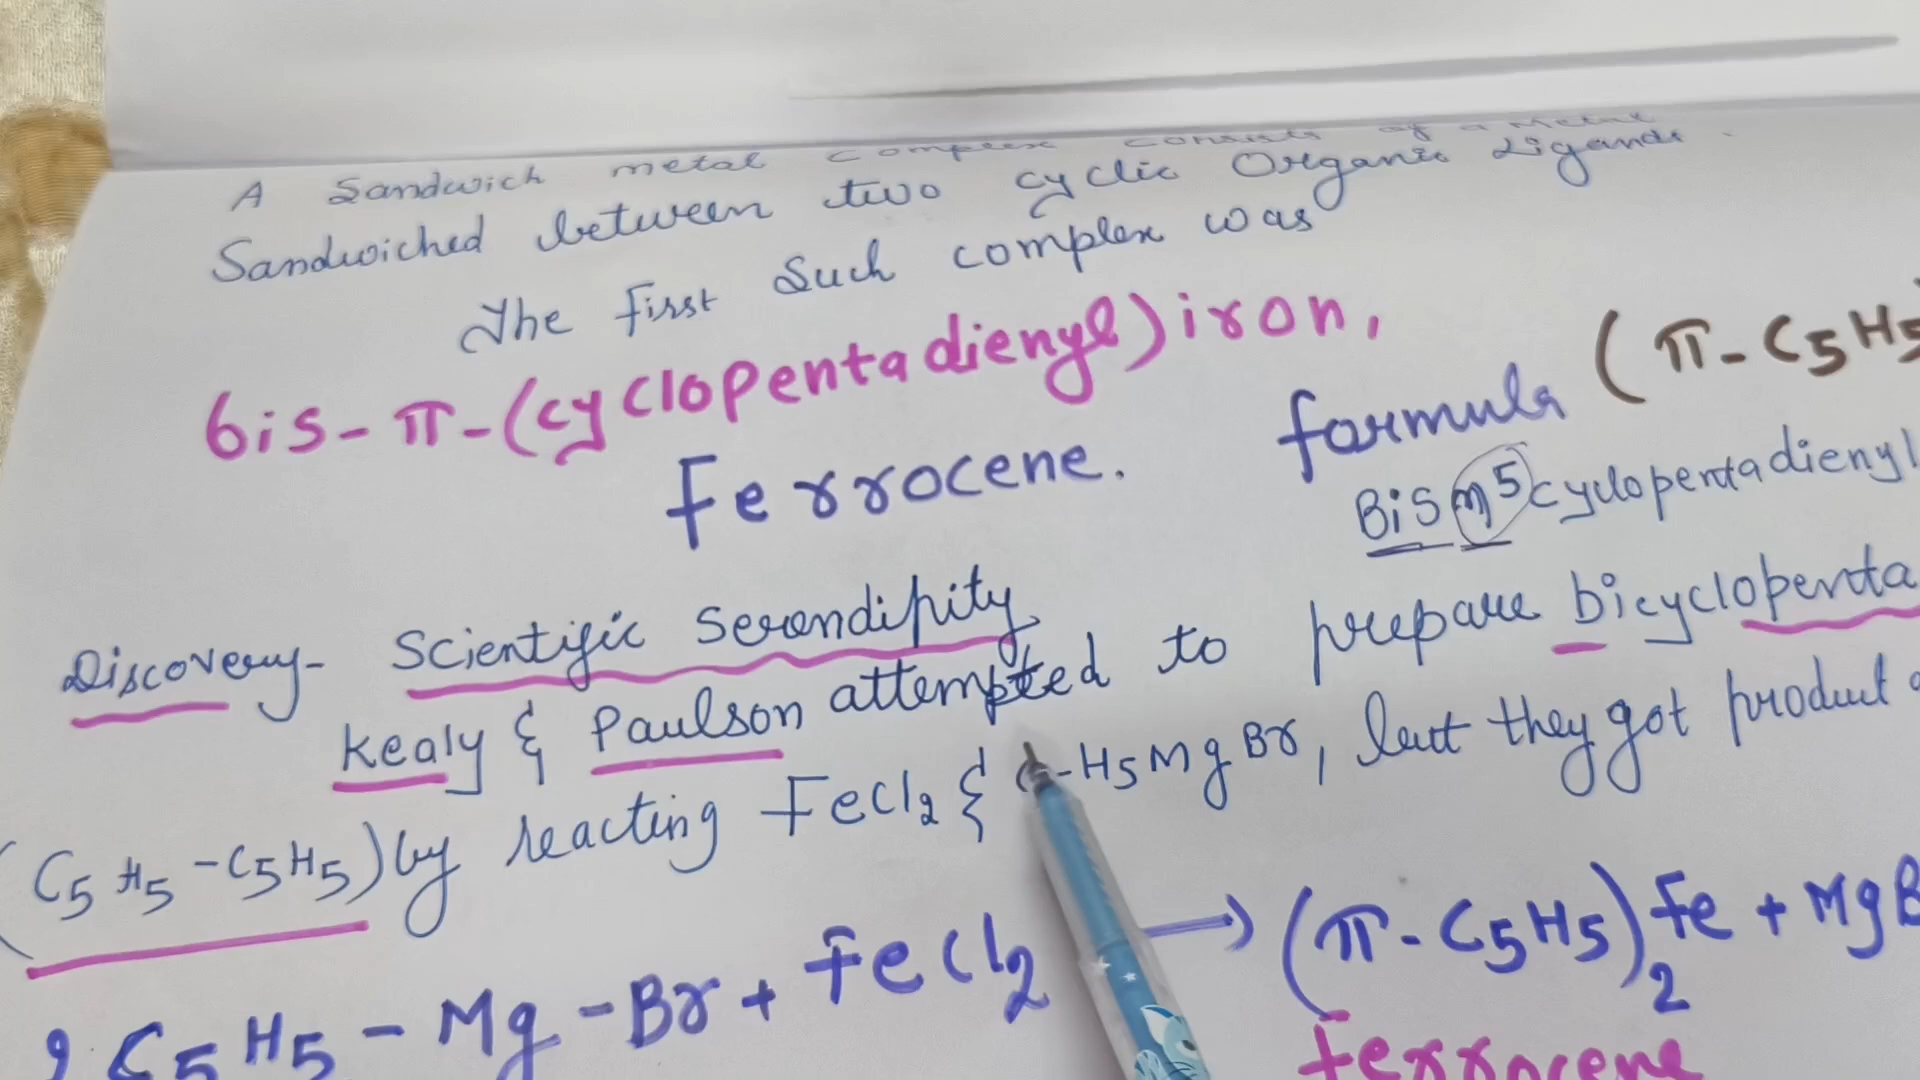 A Sandwich metal complex consists of a Metal
Sandwiched between two cyclic Organic Ligands.
The first Such complex was
bis-π-(cyclopentadienyl)iron,
Ferrocene. formula (π-C5H5
Bis η5 cyclopentadienyl
Discovery- Scientific Serendipity
Kealy & Paulson attempted to prepare bicyclopenta
(C5H5-C5H5) by reacting FeCl2 & H5MgBr, but they got product
2 C5H5-Mg-Br + FeCl2 → (π-C5H5)2Fe + MgB
Ferrocene